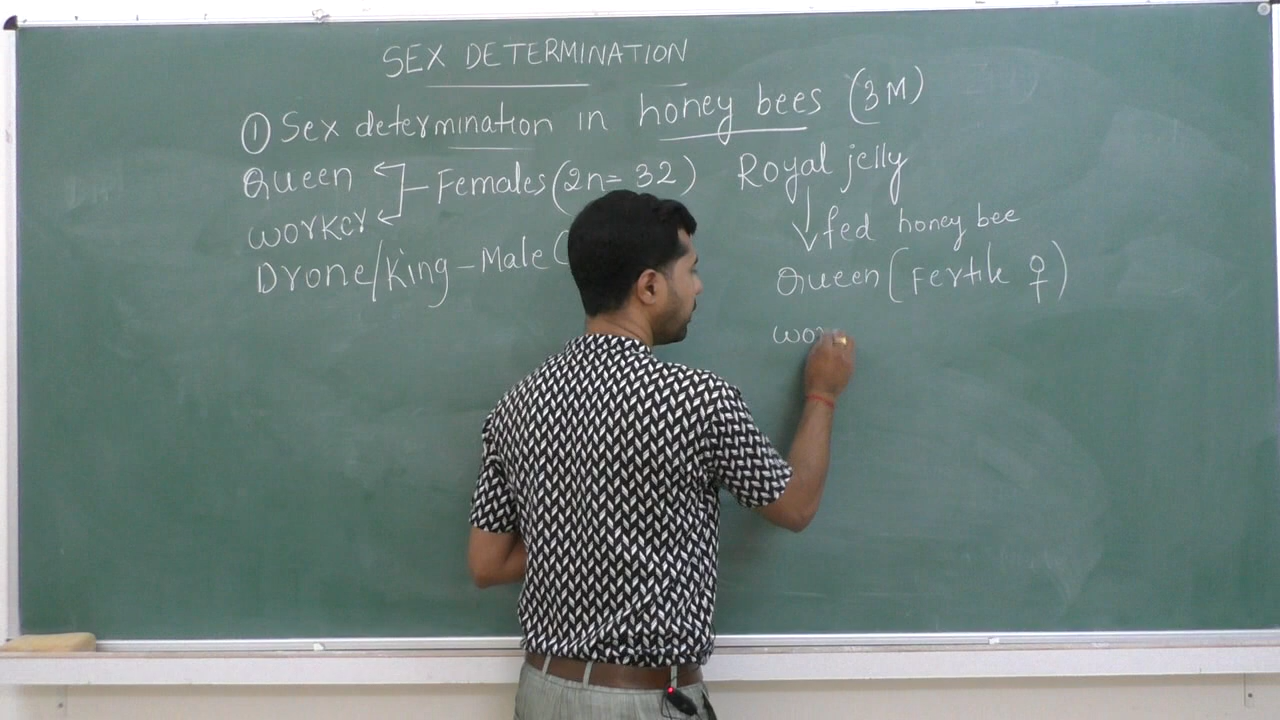 SEX DETERMINATION
① Sex determination in honey bees (3M)
Queen
Females (2n= 32)
worker
Drone/King - Male (
Royal jelly
fed honey bee
Queen (Fertile ♀)
wor